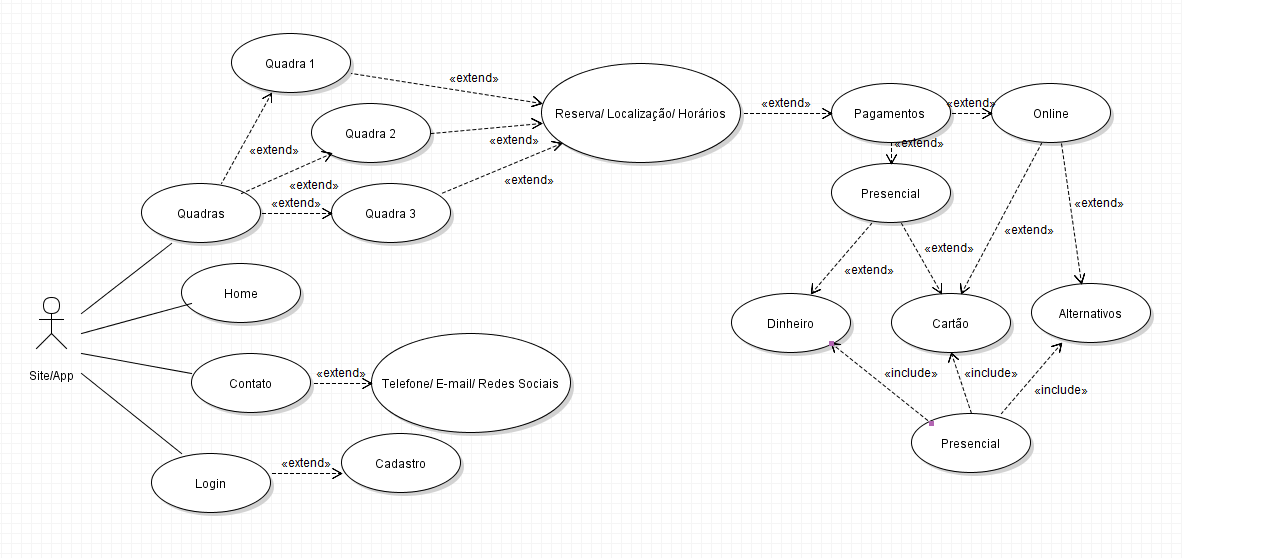 Quadra 1
«extend»
Reserva/ Localização/ Horários
«extend»
Pagamentos
«extend»
Online
Quadra 2
«extend»
«extend»
«extend»
«extend»
«extend»
Presencial
Quadras
«extend»
Quadra 3
«extend»
«extend»
«extend»
«extend»
«extend»
Home
Dinheiro
Cartão
Alternativos
Site/App
Contato
«extend»
Telefone/ E-mail/ Redes Sociais
«include»
«include»
«include»
Presencial
Login
«extend»
Cadastro